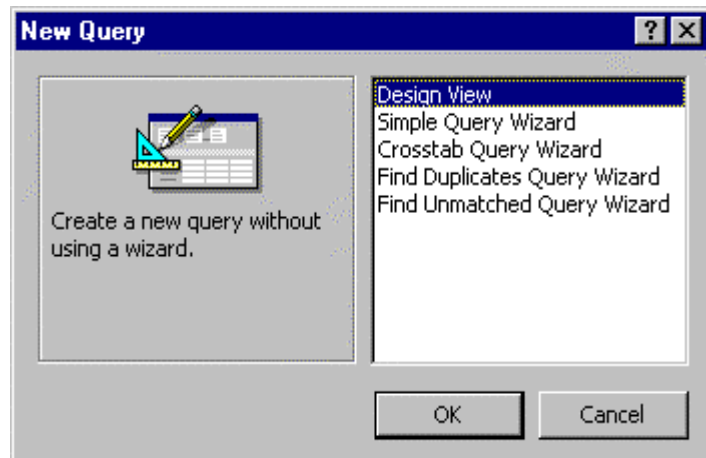 New Query
Create a new query without
using a wizard.
Design View
Simple Query Wizard
Crosstab Query Wizard
Find Duplicates Query Wizard
Find Unmatched Query Wizard
OK
Cancel